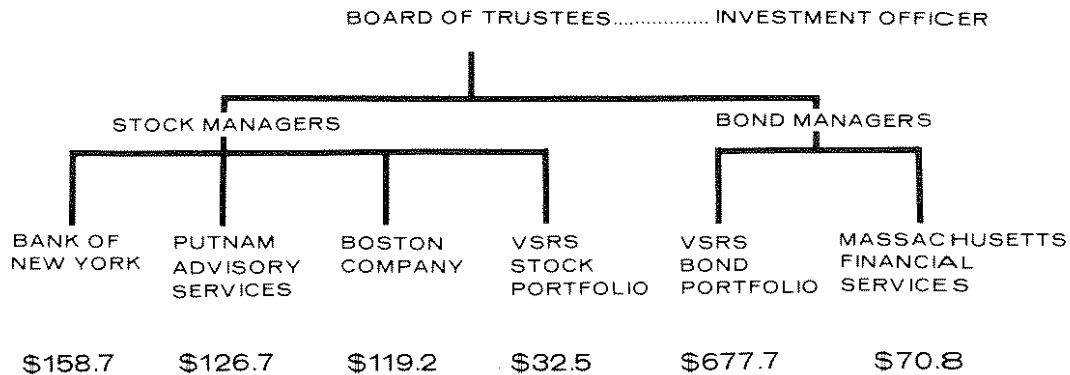 BOARD OF TRUSTEES................ INVESTMENT OFFICER
STOCK MANAGERS
BOND MANAGERS
BANK OF
NEW YORK
PUTNAM
ADVISORY
SERVICES
BOSTON
COMPANY
VSRS
STOCK
PORTFOLIO
VSRS
BOND
PORTFOLIO
MASSACHUSETTS
FINANCIAL
SERVICES
$158.7
$126.7
$119.2
$32.5
$677.7
$70.8